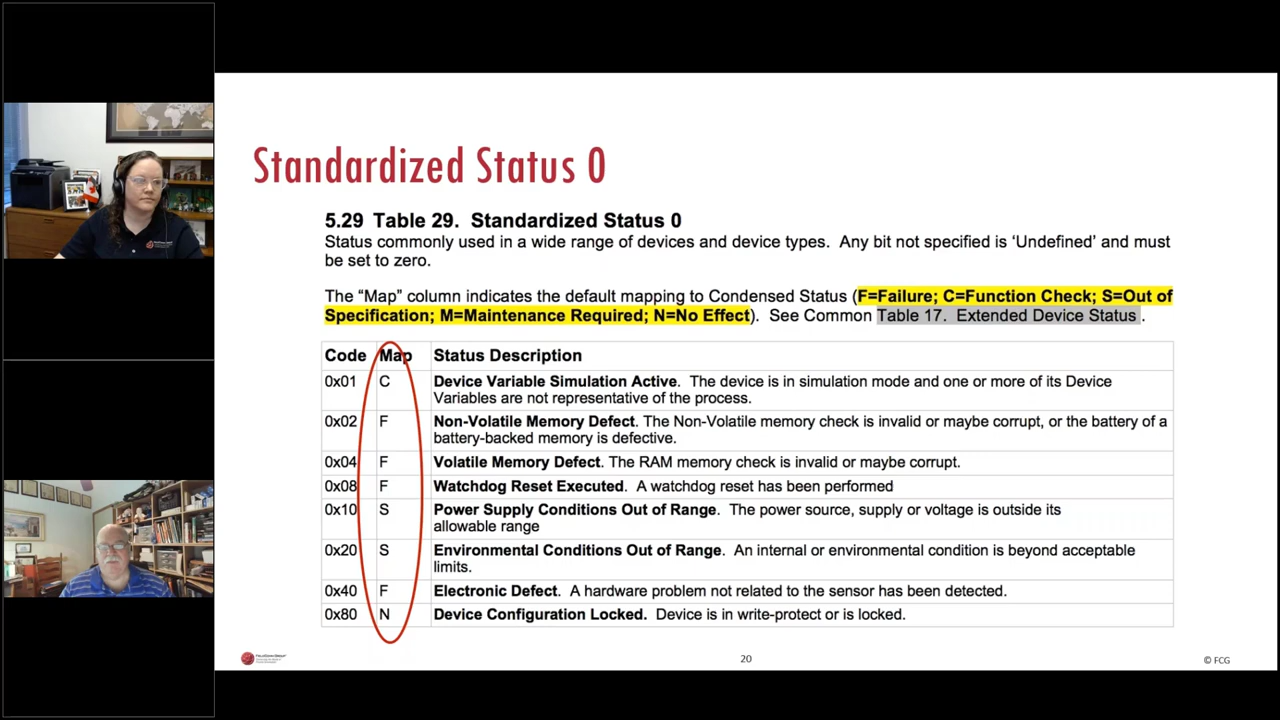 Standardized Status 0
5.29 Table 29. Standardized Status 0
Status commonly used in a wide range of devices and device types. Any bit not specified is ‘Undefined’ and must
be set to zero.
The “Map” column indicates the default mapping to Condensed Status (F=Failure; C=Function Check; S=Out of
Specification; M=Maintenance Required; N=No Effect). See Common Table 17. Extended Device Status .
Code Map Status Description
0x01 C Device Variable Simulation Active. The device is in simulation mode and one or more of its Device
Variables are not representative of the process.
0x02 F Non-Volatile Memory Defect. The Non-Volatile memory check is invalid or maybe corrupt, or the battery of a
battery-backed memory is defective.
0x04 F Volatile Memory Defect. The RAM memory check is invalid or maybe corrupt.
0x08 F Watchdog Reset Executed. A watchdog reset has been performed
0x10 S Power Supply Conditions Out of Range. The power source, supply or voltage is outside its
allowable range
0x20 S Environmental Conditions Out of Range. An internal or environmental condition is beyond acceptable
limits.
0x40 F Electronic Defect. A hardware problem not related to the sensor has been detected.
0x80 N Device Configuration Locked. Device is in write-protect or is locked.
20
© FCG